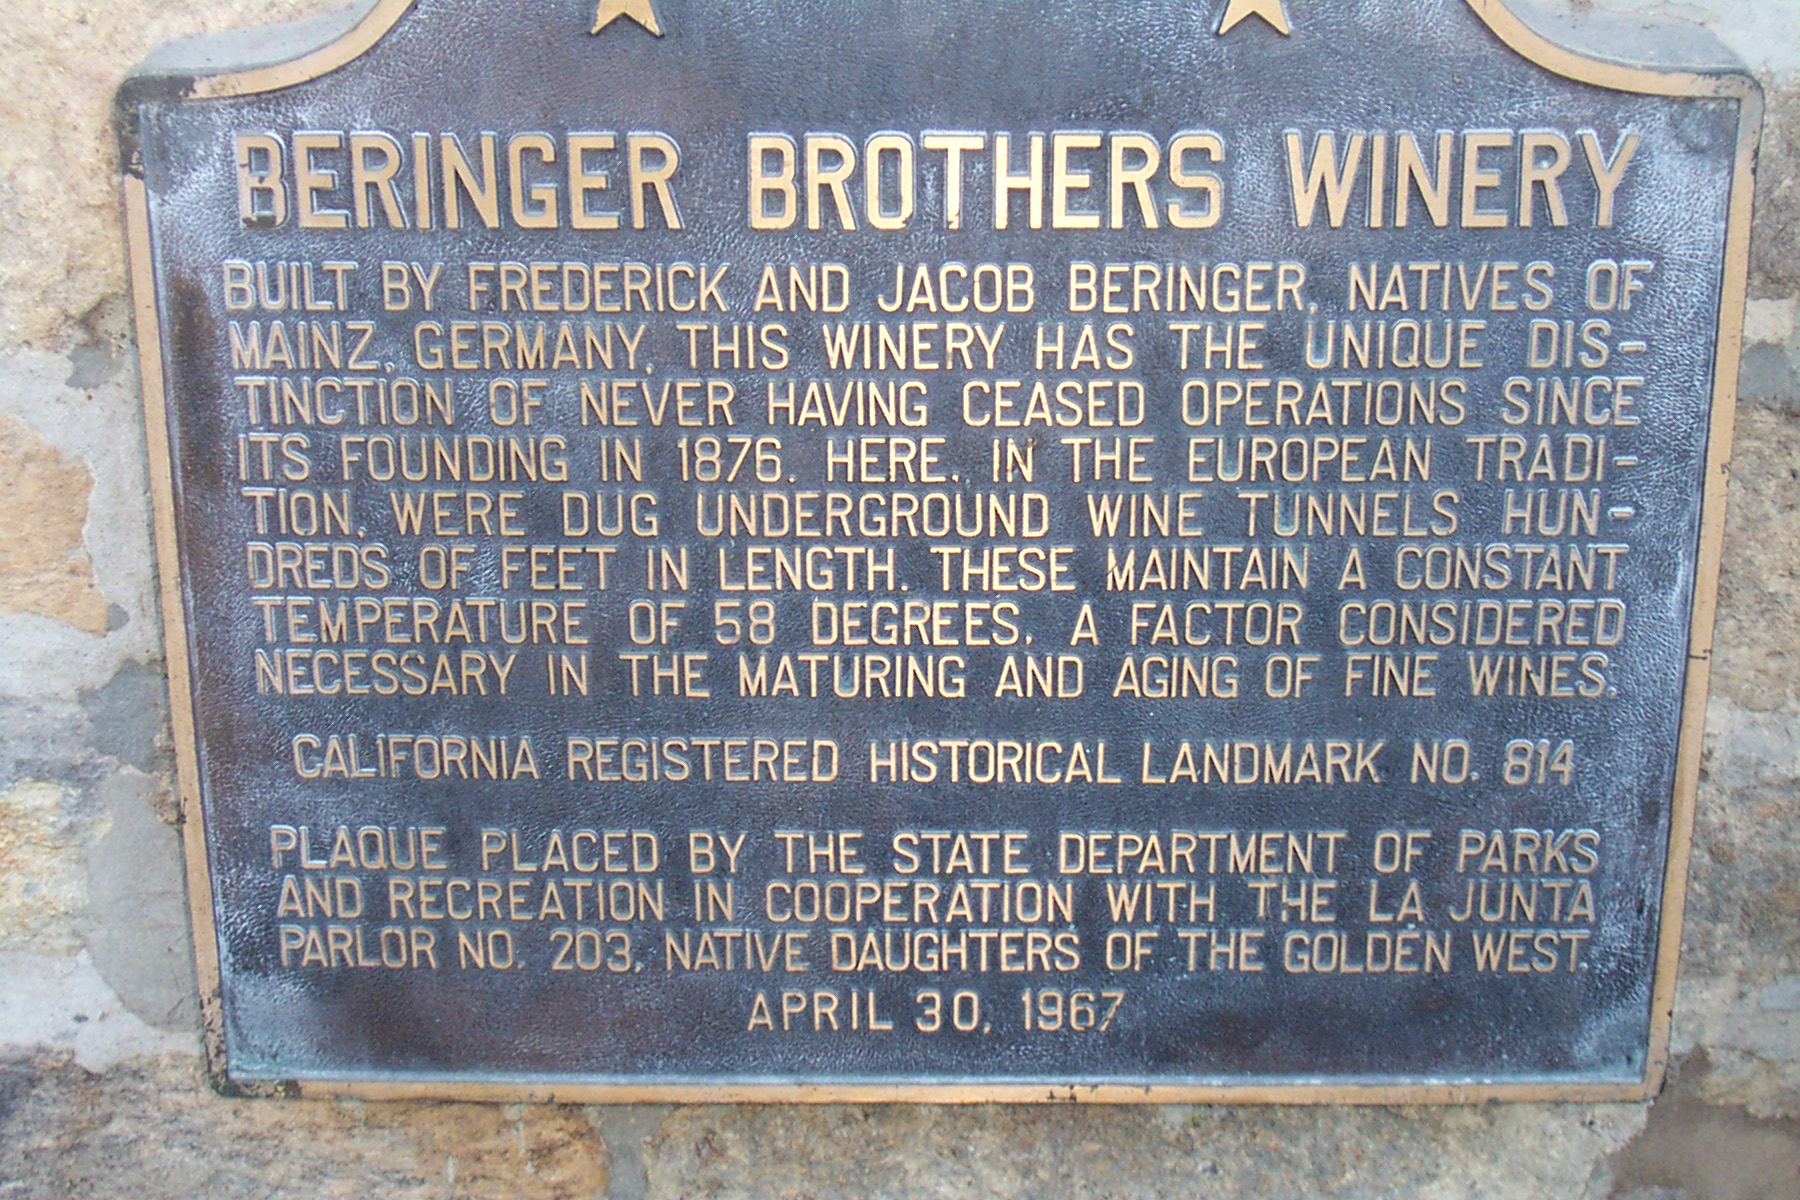 BERINGER BROTHERS WINERY
BUILT BY FREDERICK AND JACOB BERINGER, NATIVES OF
MAINZ, GERMANY, THIS WINERY HAS THE UNIQUE DIS-
TINCTION OF NEVER HAVING CEASED OPERATIONS SINCE
ITS FOUNDING IN 1876. HERE, IN THE EUROPEAN TRADI-
TION, WERE DUG UNDERGROUND WINE TUNNELS HUN-
DREDS OF FEET IN LENGTH. THESE MAINTAIN A CONSTANT
TEMPERATURE OF 58 DEGREES, A FACTOR CONSIDERED
NECESSARY IN THE MATURING AND AGING OF FINE WINES.
CALIFORNIA REGISTERED HISTORICAL LANDMARK NO. 814
PLAQUE PLACED BY THE STATE DEPARTMENT OF PARKS
AND RECREATION IN COOPERATION WITH THE LA JUNTA
PARLOR NO. 203, NATIVE DAUGHTERS OF THE GOLDEN WEST,
APRIL 30, 1967